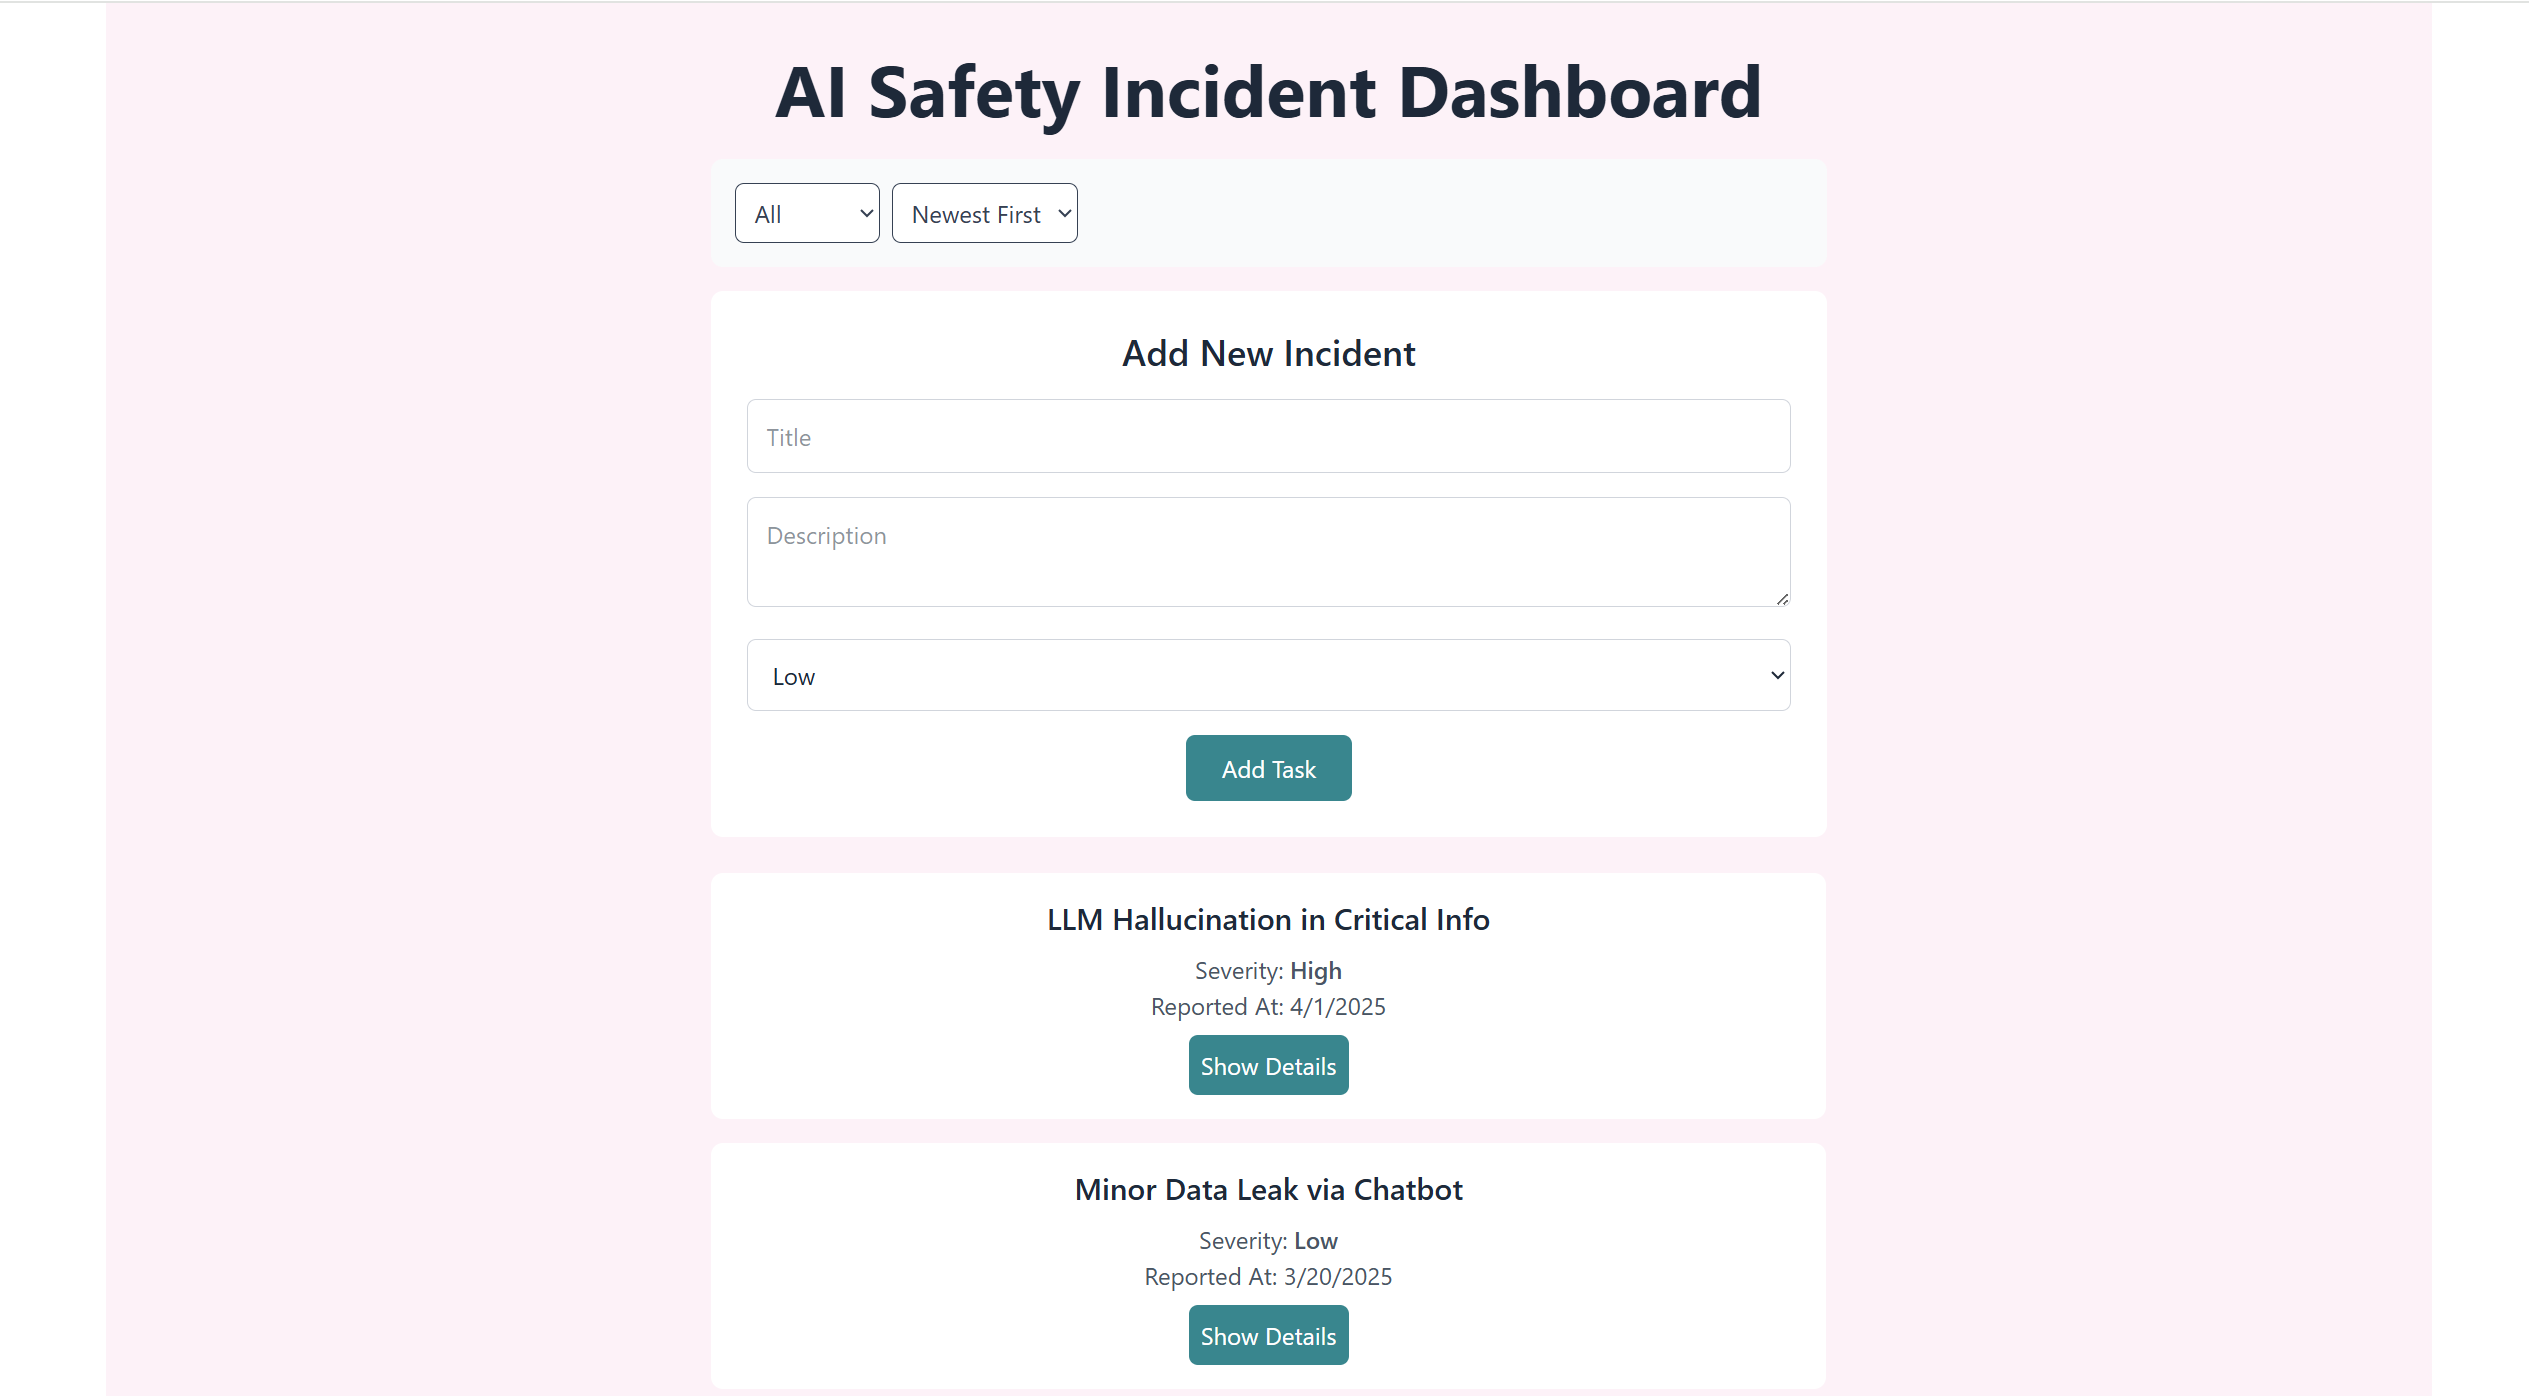 AI Safety Incident Dashboard
All
Newest First
Add New Incident
Title
Description
Low
Add Task
LLM Hallucination in Critical Info
Severity: High
Reported At: 4/1/2025
Show Details
Minor Data Leak via Chatbot
Severity: Low
Reported At: 3/20/2025
Show Details